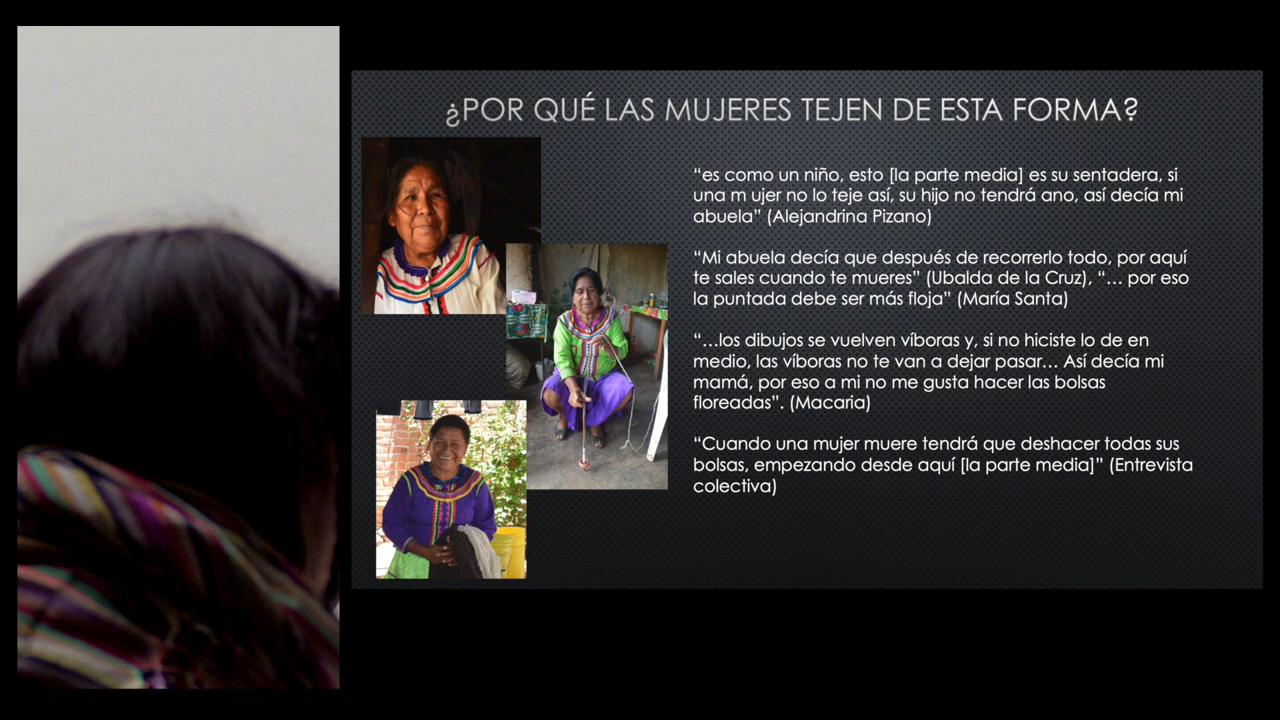 ¿POR QUÉ LAS MUJERES TEJEN DE ESTA FORMA?
“es como un niño, esto [la parte media] es su sentadera, si
una m ujer no lo teje así, su hijo no tendrá ano, así decía mi
abuela” (Alejandrina Pizano)
“Mi abuela decía que después de recorrerlo todo, por aquí
te sales cuando te mueres” (Ubalda de la Cruz), “... por eso
la puntada debe ser más floja” (María Santa)
“...los dibujos se vuelven víboras y, si no hiciste lo de en
medio, las víboras no te van a dejar pasar... Así decía mi
mamá, por eso a mi no me gusta hacer las bolsas
floreadas”. (Macaria)
“Cuando una mujer muere tendrá que deshacer todas sus
bolsas, empezando desde aquí [la parte media]” (Entrevista
colectiva)